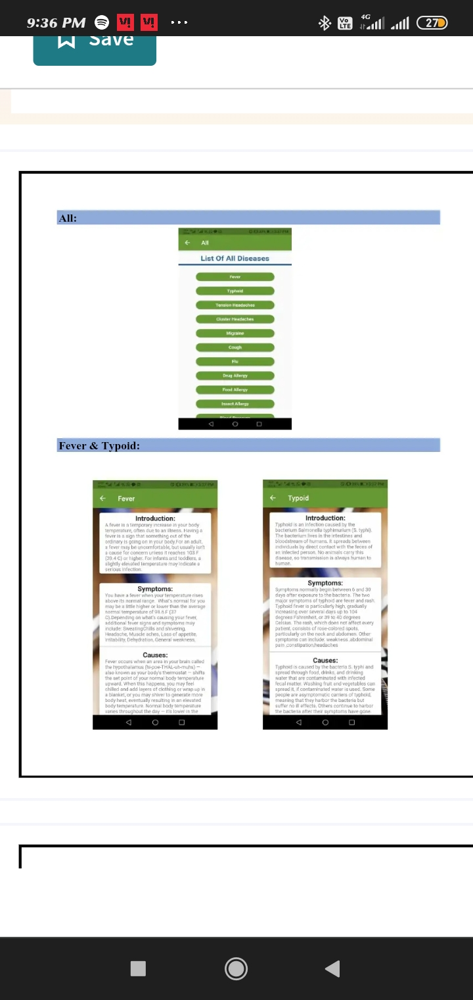 9:36 PM
Vo
LTE
4G
27
Save
All:
All
List Of All Diseases
Fever
Typhoid
Tension Headaches
Cluster Headaches
Migraine
Cough
Flu
Drug Allergy
Food Allergy
Insect Allergy
Fever & Typoid:
Fever
Introduction:
A fever is a temporary increase in your body
temperature, often due to an illness. Having a
fever is a sign that something out of the
ordinary is going on in your body.For an adult,
a fever may be uncomfortable, but usually isn't
a cause for concern unless it reaches 103 F
(39.4 C) or higher. For infants and toddlers, a
slightly elevated temperature may indicate a
serious infection.
Symptoms:
You have a fever when your temperature rises
above its normal range. What's normal for you
may be a little higher or lower than the average
normal temperature of 98.6 F (37
C).Depending on what's causing your fever,
additional fever signs and symptoms may
include: SweatingChills and shivering,
Headache, Muscle aches, Loss of appetite,
Irritability, Dehydration, General weakness,
Causes:
Fever occurs when an area in your brain called
the hypothalamus (hi-poe-THAL-uh-muhs) —
also known as your body's thermostat — shifts
the set point of your normal body temperature
upward. When this happens, you may feel
chilled and add layers of clothing or wrap up in
a blanket, or you may shiver to generate more
body heat, eventually resulting in an elevated
body temperature. Normal body temperature
varies throughout the day — it's lower in the
Typoid
Introduction:
Typhoid is an infection caused by the
bacterium Salmonella typhimurium (S. typhi).
The bacterium lives in the intestines and
bloodstream of humans. It spreads between
individuals by direct contact with the feces of
an infected person. No animals carry this
disease, so transmission is always human to
human.
Symptoms:
Symptoms normally begin between 6 and 30
days after exposure to the bacteria. The two
major symptoms of typhoid are fever and rash.
Typhoid fever is particularly high, gradually
increasing over several days up to 104
degrees Fahrenheit, or 39 to 40 degrees
Celsius. The rash, which does not affect every
patient, consists of rose-colored spots,
particularly on the neck and abdomen. Other
symptoms can include: weakness ,abdominal
pain ,constipation,headaches
Causes:
Typhoid is caused by the bacteria S. typhi and
spread through food, drinks, and drinking
water that are contaminated with infected
fecal matter. Washing fruit and vegetables can
spread it, if contaminated water is used. Some
people are asymptomatic carriers of typhoid,
meaning that they harbor the bacteria but
suffer no ill effects. Others continue to harbor
the bacteria after their symptoms have gone